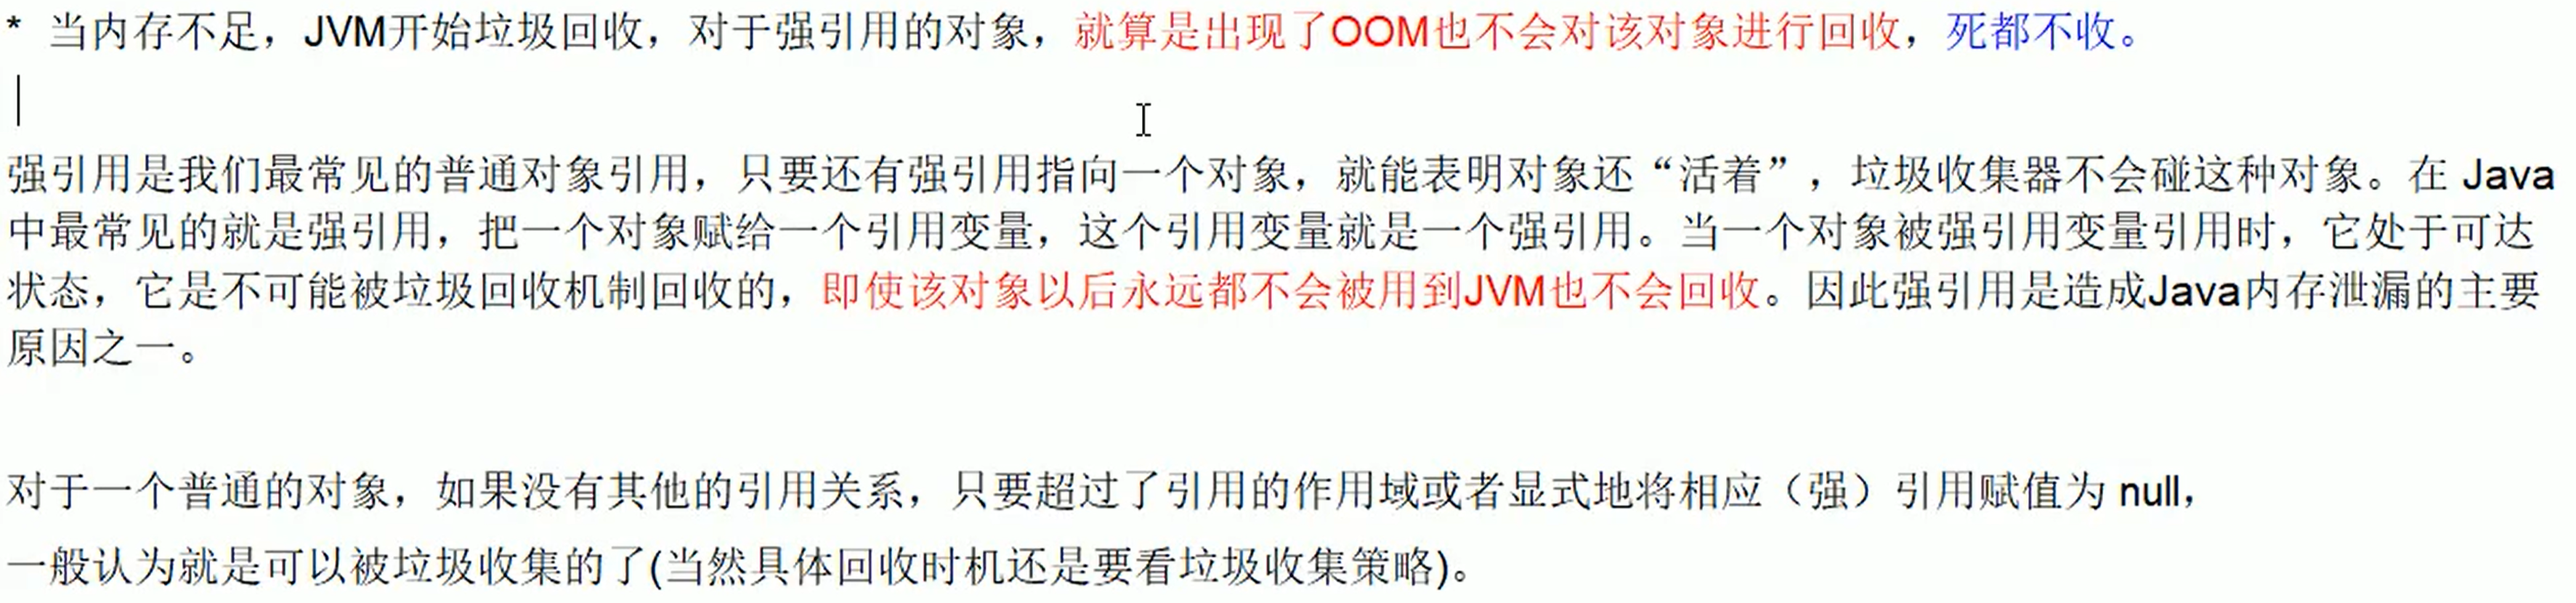 * 当内存不足，JVM开始垃圾回收，对于强引用的对象，就算是出现了OOM也不会对该对象进行回收，死都不收。
强引用是我们最常见的普通对象引用，只要还有强引用指向一个对象，就能表明对象还“活着”，垃圾收集器不会碰这种对象。在 Java
中最常见的就是强引用，把一个对象赋给一个引用变量，这个引用变量就是一个强引用。当一个对象被强引用变量引用时，它处于可达
状态，它是不可能被垃圾回收机制回收的，即使该对象以后永远都不会被用到JVM也不会回收。因此强引用是造成Java内存泄漏的主要
原因之一。
对于一个普通的对象，如果没有其他的引用关系，只要超过了引用的作用域或者显式地将相应（强）引用赋值为 null，
一般认为就是可以被垃圾收集的了(当然具体回收时机还是要看垃圾收集策略)。